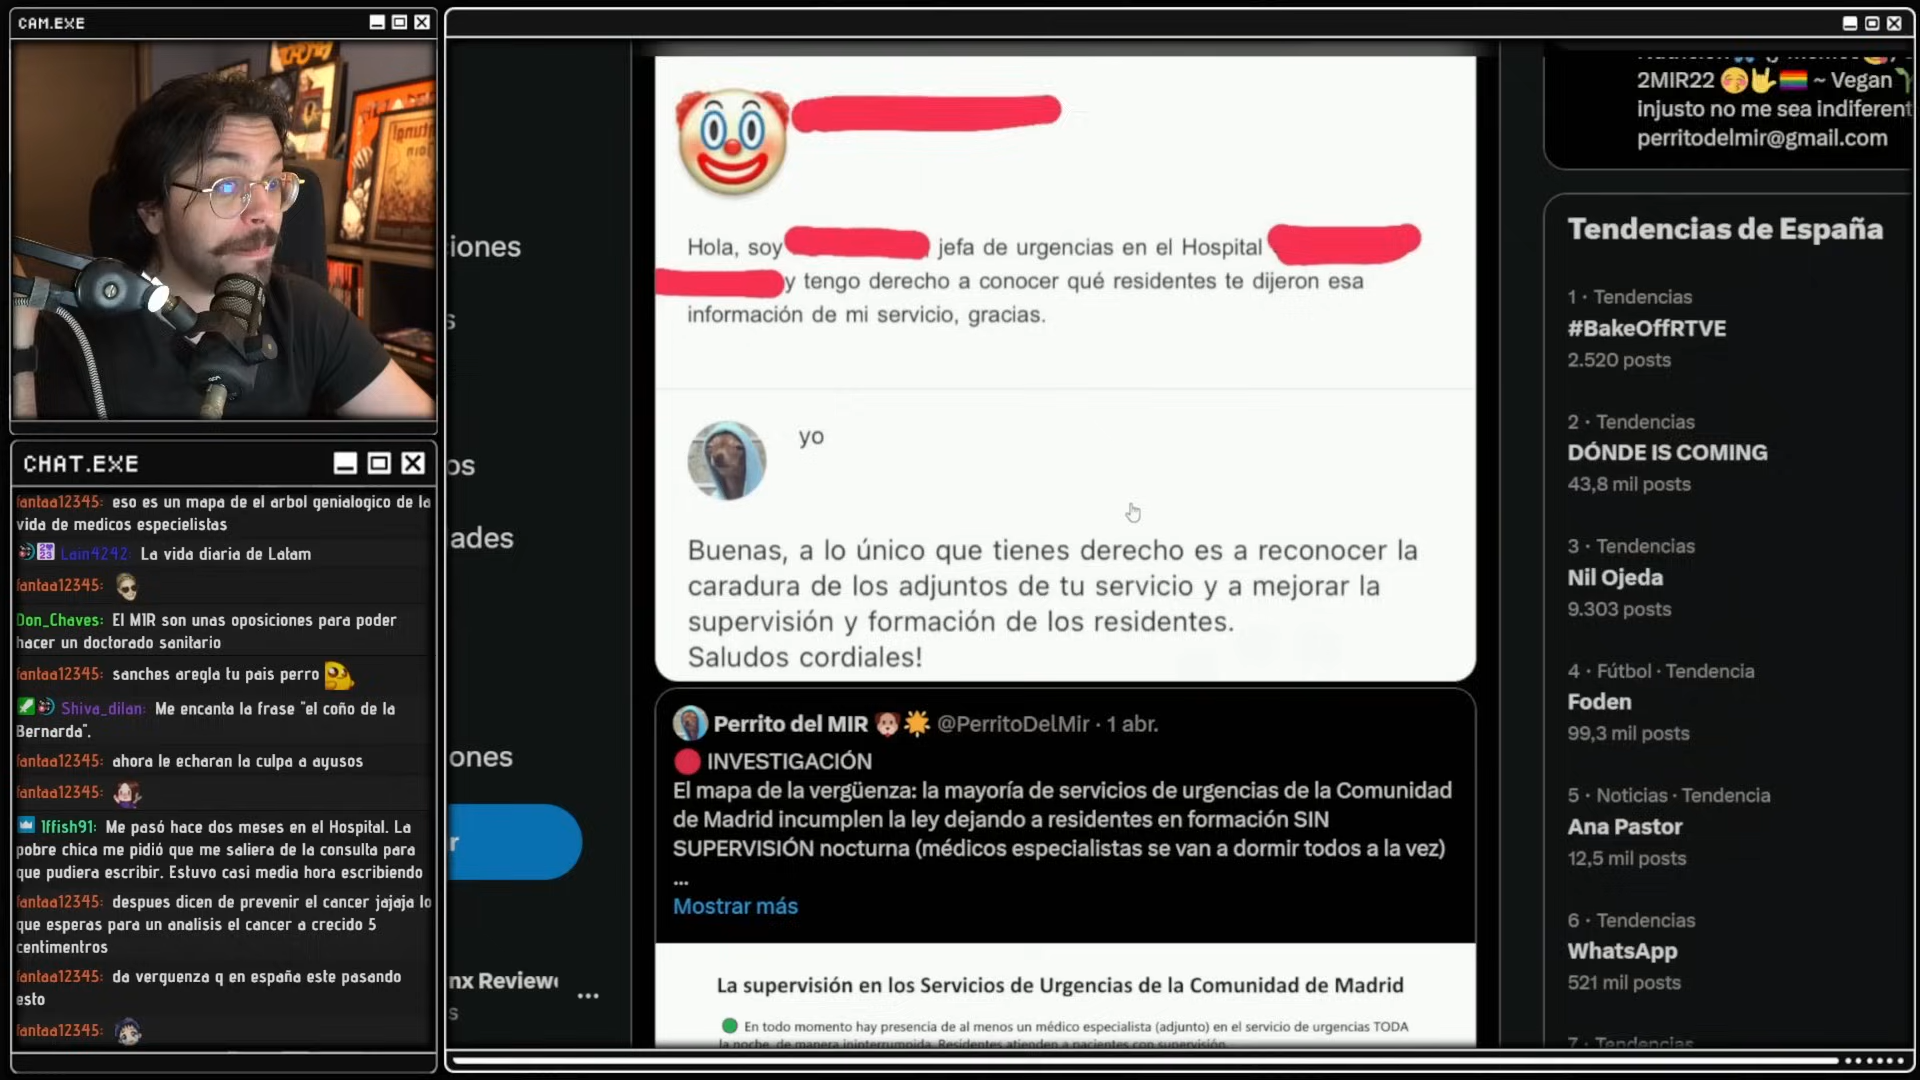 CAM.EXE
CHAT.EXE
fantaa12345: eso es un mapa de el arbol genialogico de la
vida de medicos especielistas
Lain4242: La vida diaria de Latam
fantaa12345:
Don_Chaves: El MIR son unas oposiciones para poder
hacer un doctorado sanitario
fantaa12345: sanches aregla tu pais perro
Shiva_dilan: Me encanta la frase "el coño de la
Bernarda".
fantaa12345: ahora le echaran la culpa a ayusos
fantaa12345:
1ffish91: Me pasó hace dos meses en el Hospital. La
pobre chica me pidió que me saliera de la consulta para
que pudiera escribir. Estuvo casi media hora escribiendo
fantaa12345: despues dicen de prevenir el cancer jajaja lo
que esperas para un analisis el cancer a crecido 5
centimentros
fantaa12345: da verguenza q en españa este pasando
esto
fantaa12345:
iones
s
os
ades
ones
r
nx Review
s
...
Hola, soy jefa de urgencias en el Hospital
y tengo derecho a conocer qué residentes te dijeron esa
información de mi servicio, gracias.
yo
Buenas, a lo único que tienes derecho es a reconocer la
caradura de los adjuntos de tu servicio y a mejorar la
supervisión y formación de los residentes.
Saludos cordiales!
Perrito del MIR @PerritoDelMir · 1 abr.
INVESTIGACIÓN
El mapa de la vergüenza: la mayoría de servicios de urgencias de la Comunidad
de Madrid incumplen la ley dejando a residentes en formación SIN
SUPERVISIÓN nocturna (médicos especialistas se van a dormir todos a la vez)
...
Mostrar más
La supervisión en los Servicios de Urgencias de la Comunidad de Madrid
En todo momento hay presencia de al menos un médico especialista (adjunto) en el servicio de urgencias TODA
la noche, de manera ininterrumpida. Residentes atienden a pacientes con supervisión.
2MIR22 ~ Vegan
injusto no me sea indiferent
perritodelmir@gmail.com
Tendencias de España
1 · Tendencias
#BakeOffRTVE
2.520 posts
2 · Tendencias
DÓNDE IS COMING
43,8 mil posts
3 · Tendencias
Nil Ojeda
9.303 posts
4 · Fútbol · Tendencia
Foden
99,3 mil posts
5 · Noticias · Tendencia
Ana Pastor
12,5 mil posts
6 · Tendencias
WhatsApp
521 mil posts
7 · Tendencias